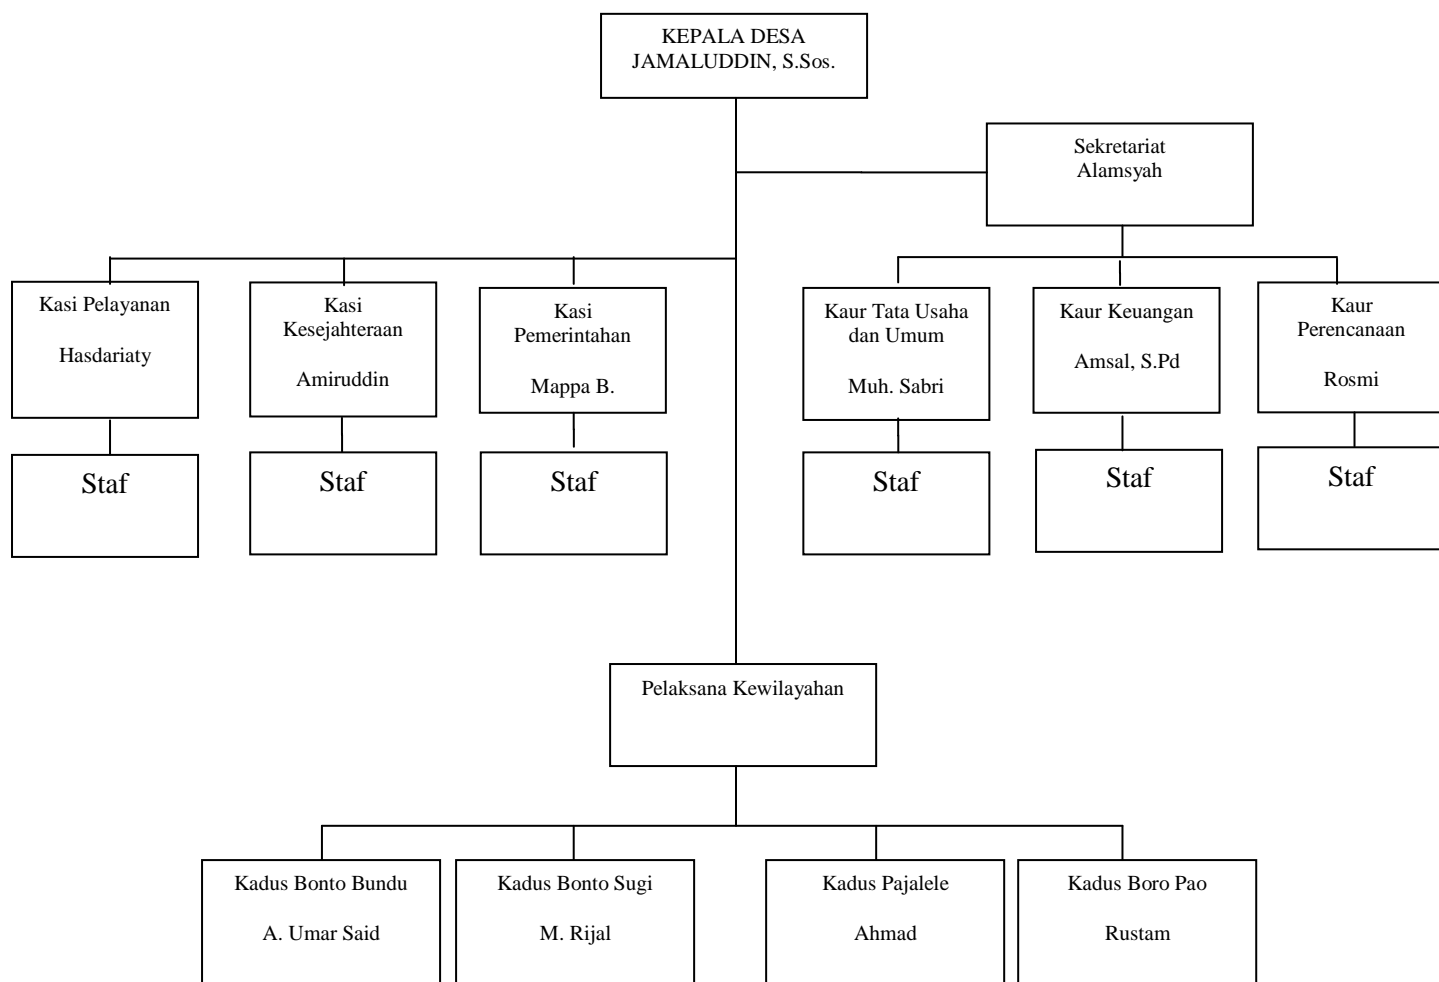 KEPALA DESA
JAMALUDDIN, S.Sos.
Sekretariat
Alamsyah
Kasi Pelayanan
Hasdariaty
Kasi
Kesejahteraan
Amiruddin
Kasi
Pemerintahan
Mappa B.
Kaur Tata Usaha
dan Umum
Muh. Sabri
Kaur Keuangan
Amsal, S.Pd
Kaur
Perencanaan
Rosmi
Staf
Staf
Staf
Staf
Staf
Staf
Pelaksana Kewilayahan
Kadus Bonto Bundu
A. Umar Said
Kadus Bonto Sugi
M. Rijal
Kadus Pajalele
Ahmad
Kadus Boro Pao
Rustam